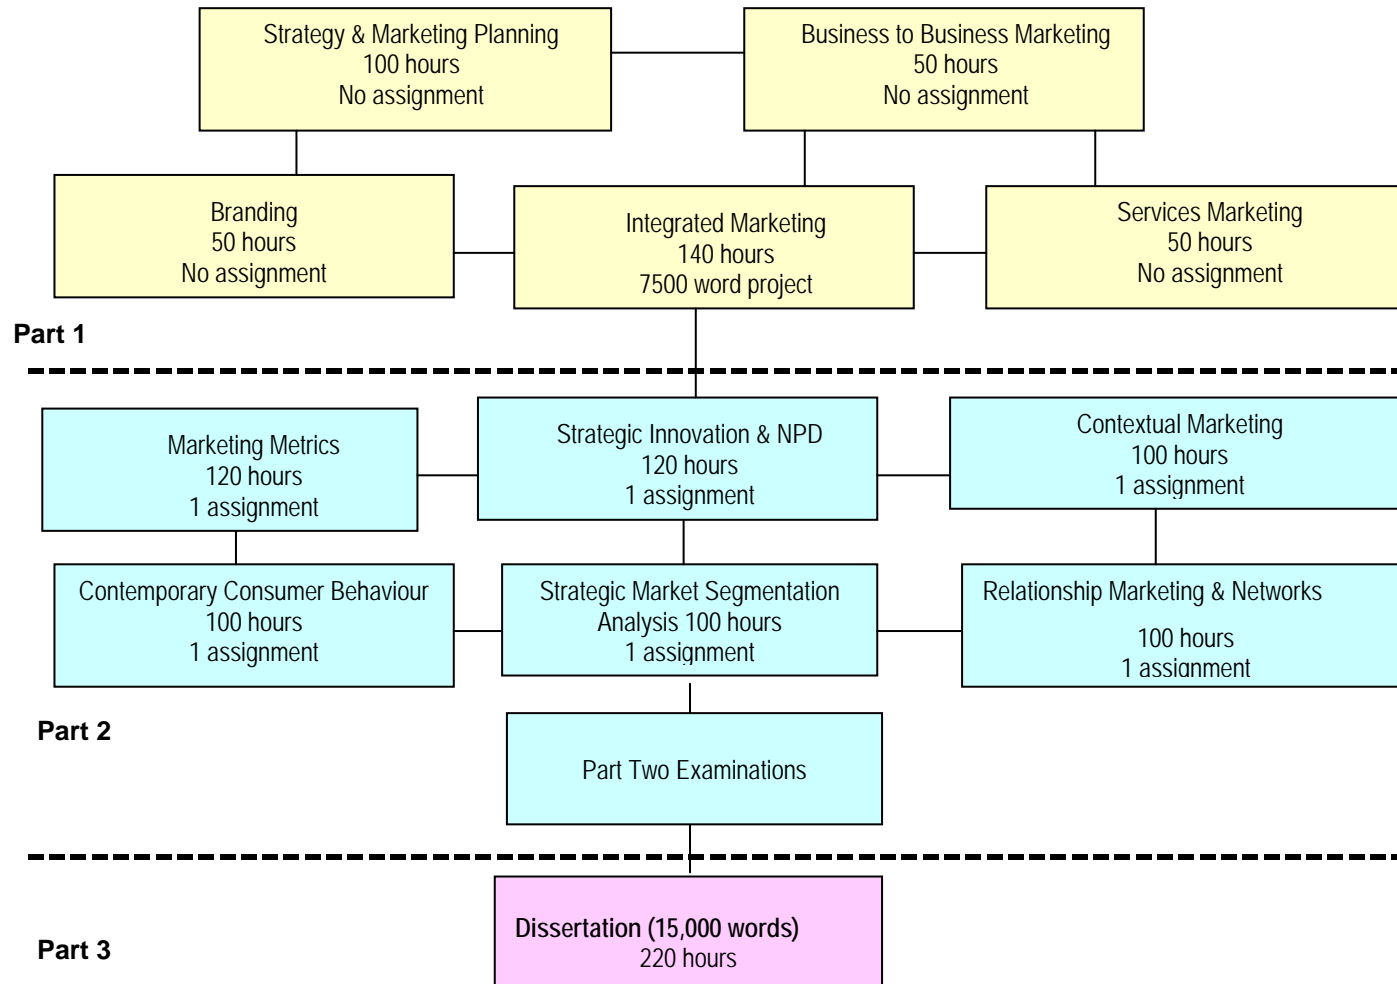 Strategy & Marketing Planning
100 hours
No assignment
Business to Business Marketing
50 hours
No assignment
Branding
50 hours
No assignment
Integrated Marketing
140 hours
7500 word project
Services Marketing
50 hours
No assignment
Part 1
Marketing Metrics
120 hours
1 assignment
Strategic Innovation & NPD
120 hours
1 assignment
Contextual Marketing
100 hours
1 assignment
Contemporary Consumer Behaviour
100 hours
1 assignment
Strategic Market Segmentation
Analysis 100 hours
1 assignment
Relationship Marketing & Networks
100 hours
1 assignment
Part 2
Part Two Examinations
Dissertation (15,000 words)
220 hours
Part 3